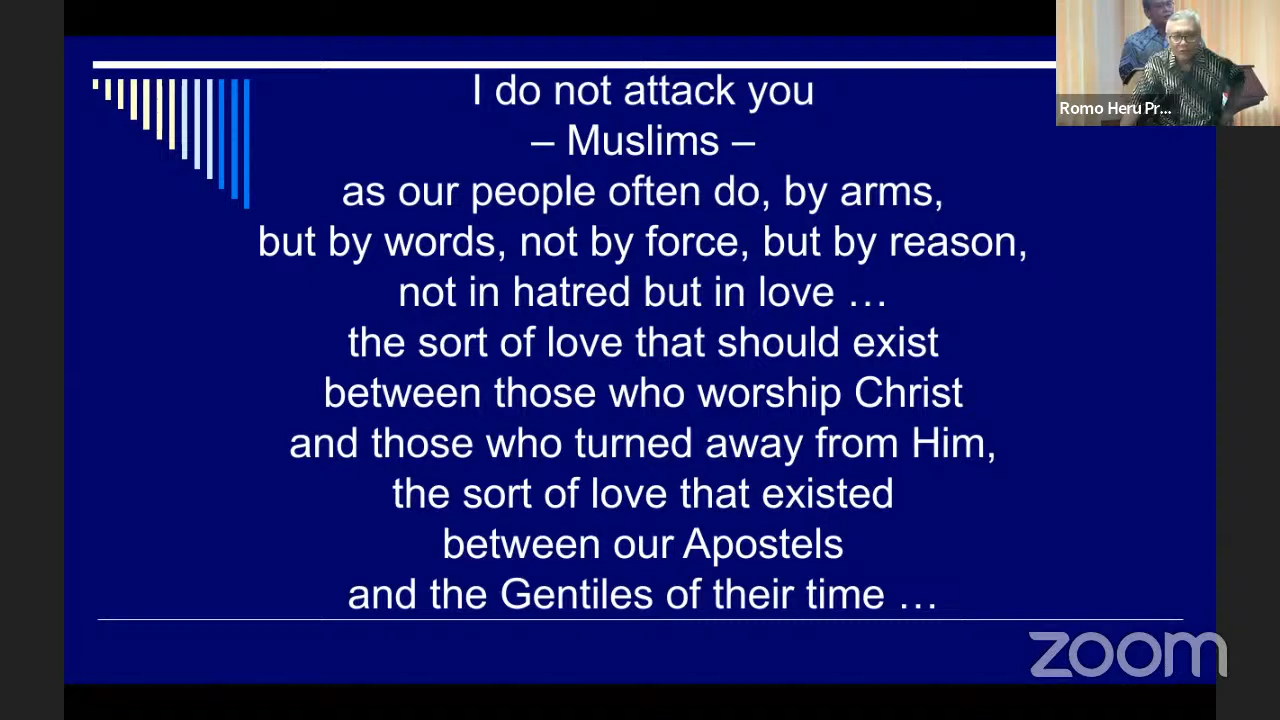 I do not attack you
– Muslims –
as our people often do, by arms,
but by words, not by force, but by reason,
not in hatred but in love …
the sort of love that should exist
between those who worship Christ
and those who turned away from Him,
the sort of love that existed
between our Apostels
and the Gentiles of their time …
Romo Heru Pr...
zoom